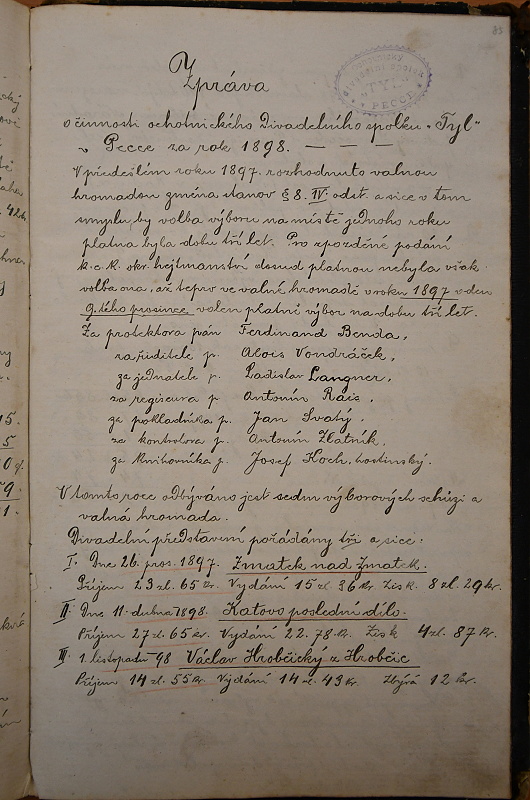 Zpráva
o činnosti ochotnického Divadelního spolku „Tyl“
v Pecce za rok 1898. — — —
V předešlém roku 1897. rozhodnuto valnou
hromadou změna stanov § 8. IV. odst. a sice v tom
smyslu, by volba výboru na místě jednoho roku
platna byla dobu tří let. Pro zpozděné podání
k c. k. okr. hejtmanství dosud platnou nebyla však
volba ona, až teprv ve valné hromadě v roku 1897 v den
9. tého prosince volen platně výbor na dobu tří let.
Za protektora pán Ferdinand Benda,
za ředitele p. Alois Vondráček,
za jednatele p. Ladislav Langner,
za regiseura p. Antonín Rais,
za pokladníka p. Jan Svatý,
za kontrolora p. Antonín Zlatník,
za knihovníka p. Josef Koch, hostinský.
V tomto roce odbýváno jest sedm výborových schůzí a
valná hromada.
Divadelní představení pořádány tři a sice:
I. Dne 26. pros. 1897. Zmatek nad zmatek.
Příjem 23 zl. 65 kr. Vydání 15 zl. 36 kr. Zisk. 8 zl. 29 kr.
II. Dne 11. dubna 1898. Katovo poslední dílo.
Příjem 27 zl. 65 kr. Vydání 22. 78 kr. Zisk 4 zl. 87 kr.
III. 1. listopadu 98 Václav Hrobčický z Hrobčic
Příjem 14 zl. 55 kr. Vydání 14 zl. 43 kr. Zbývá 12 kr.
TYL
PECCE